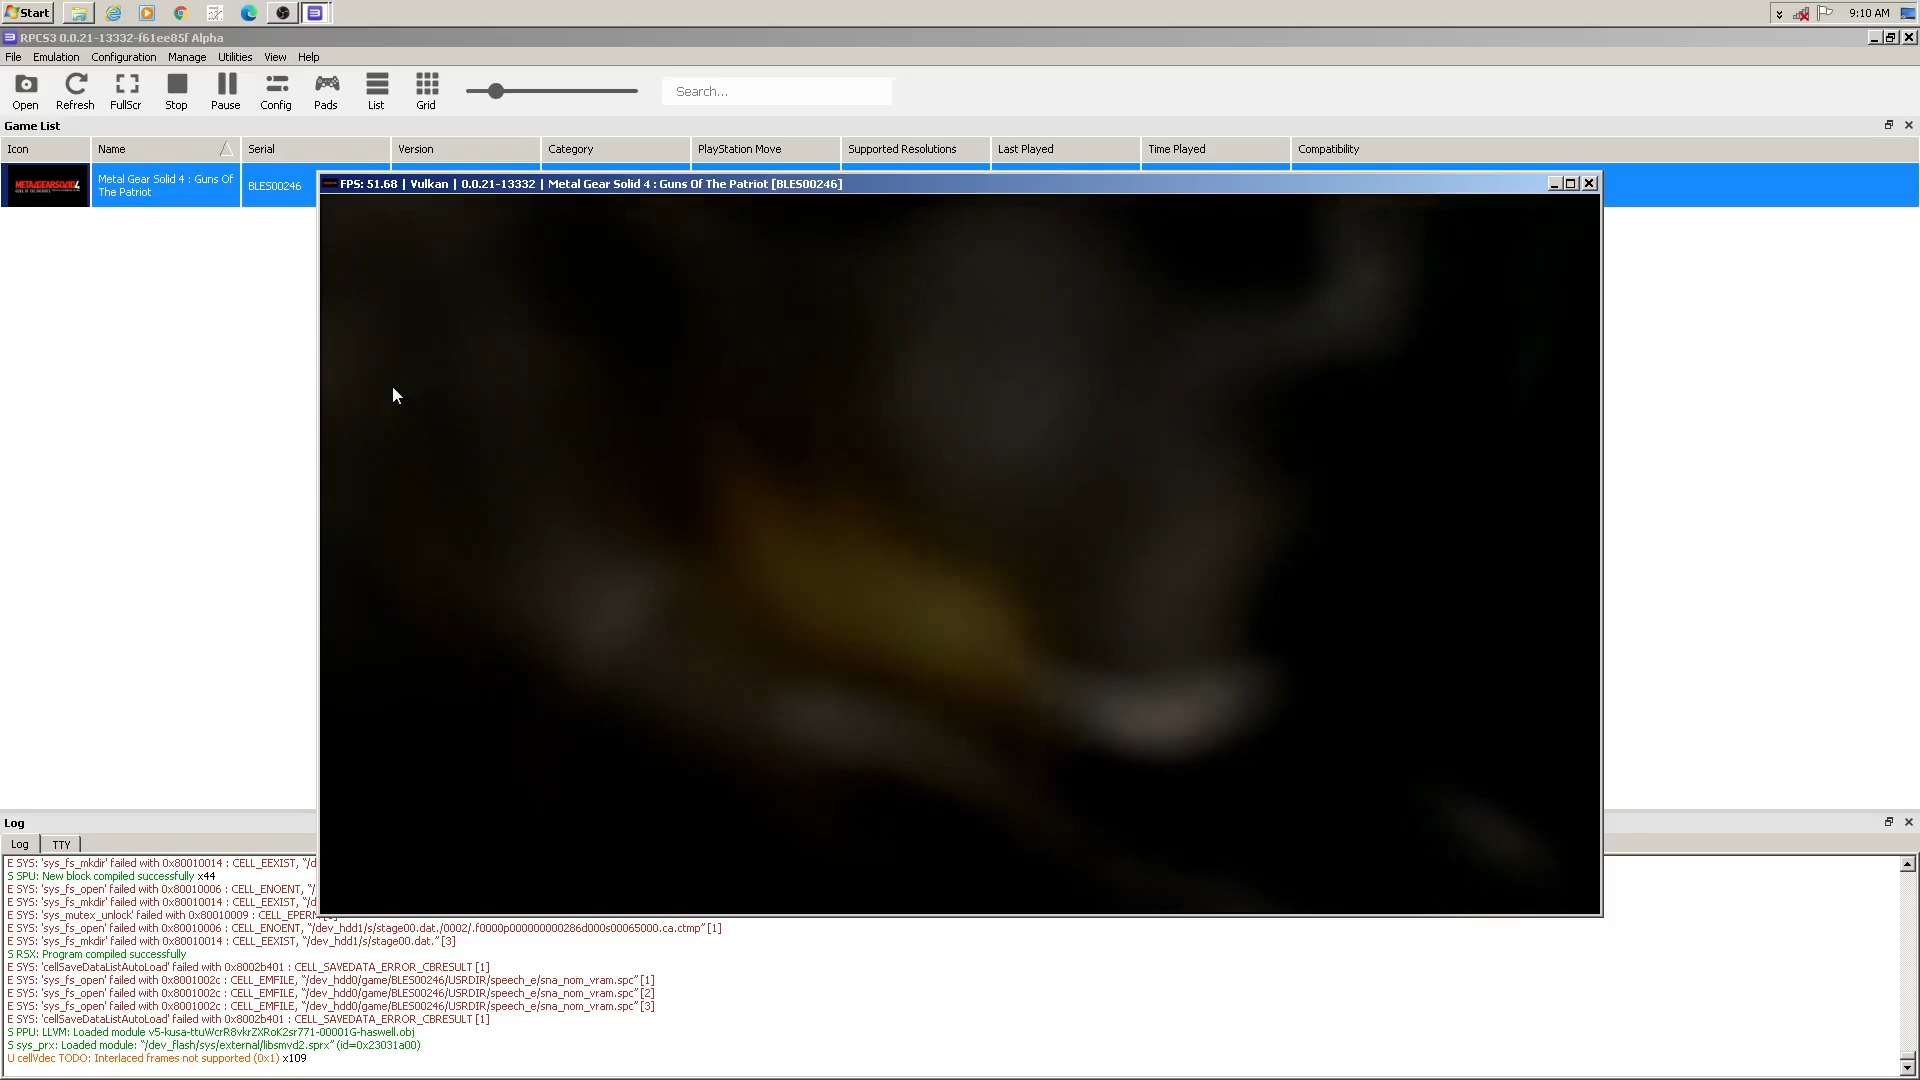 Start
9:10 AM
RPCS3 0.0.21-13332-f61ee85f Alpha
File Emulation Configuration Manage Utilities View Help
Open Refresh FullScr Stop Pause Config Pads List Grid Search...
Game List
Icon Name Serial Version Category PlayStation Move Supported Resolutions Last Played Time Played Compatibility
METAL GEAR SOLID 4
Metal Gear Solid 4 : Guns Of
The Patriot
BLES00246
FPS: 51.68 | Vulkan | 0.0.21-13332 | Metal Gear Solid 4 : Guns Of The Patriot [BLES00246]
Log
Log TTY
E SYS: 'sys_fs_mkdir' failed with 0x80010014 : CELL_EEXIST, "/d
S SPU: New block compiled successfully x44
E SYS: 'sys_fs_open' failed with 0x80010006 : CELL_ENOENT, "/
E SYS: 'sys_fs_mkdir' failed with 0x80010014 : CELL_EEXIST, "/d
E SYS: 'sys_mutex_unlock' failed with 0x80010009 : CELL_EPERM
E SYS: 'sys_fs_open' failed with 0x80010006 : CELL_ENOENT, "/dev_hdd1/s/stage00.dat./0002/.f0000p000000000286d000s00065000.ca.ctmp" [1]
E SYS: 'sys_fs_mkdir' failed with 0x80010014 : CELL_EEXIST, "/dev_hdd1/s/stage00.dat." [3]
S RSX: Program compiled successfully
E SYS: 'cellSaveDataListAutoLoad' failed with 0x8002b401 : CELL_SAVEDATA_ERROR_CBRESULT [1]
E SYS: 'sys_fs_open' failed with 0x8001002c : CELL_EMFILE, "/dev_hdd0/game/BLES00246/USRDIR/speech_e/sna_nom_vram.spc" [1]
E SYS: 'sys_fs_open' failed with 0x8001002c : CELL_EMFILE, "/dev_hdd0/game/BLES00246/USRDIR/speech_e/sna_nom_vram.spc" [2]
E SYS: 'sys_fs_open' failed with 0x8001002c : CELL_EMFILE, "/dev_hdd0/game/BLES00246/USRDIR/speech_e/sna_nom_vram.spc" [3]
E SYS: 'cellSaveDataListAutoLoad' failed with 0x8002b401 : CELL_SAVEDATA_ERROR_CBRESULT [1]
S PPU: LLVM: Loaded module v5-kusa-ttuWcrR8vkrZXRoK2sr771-00001G-haswell.obj
S sys_prx: Loaded module: "/dev_flash/sys/external/libsmvd2.sprx" (id=0x23031a00)
U cellVdec TODO: Interlaced frames not supported (0x1) x109